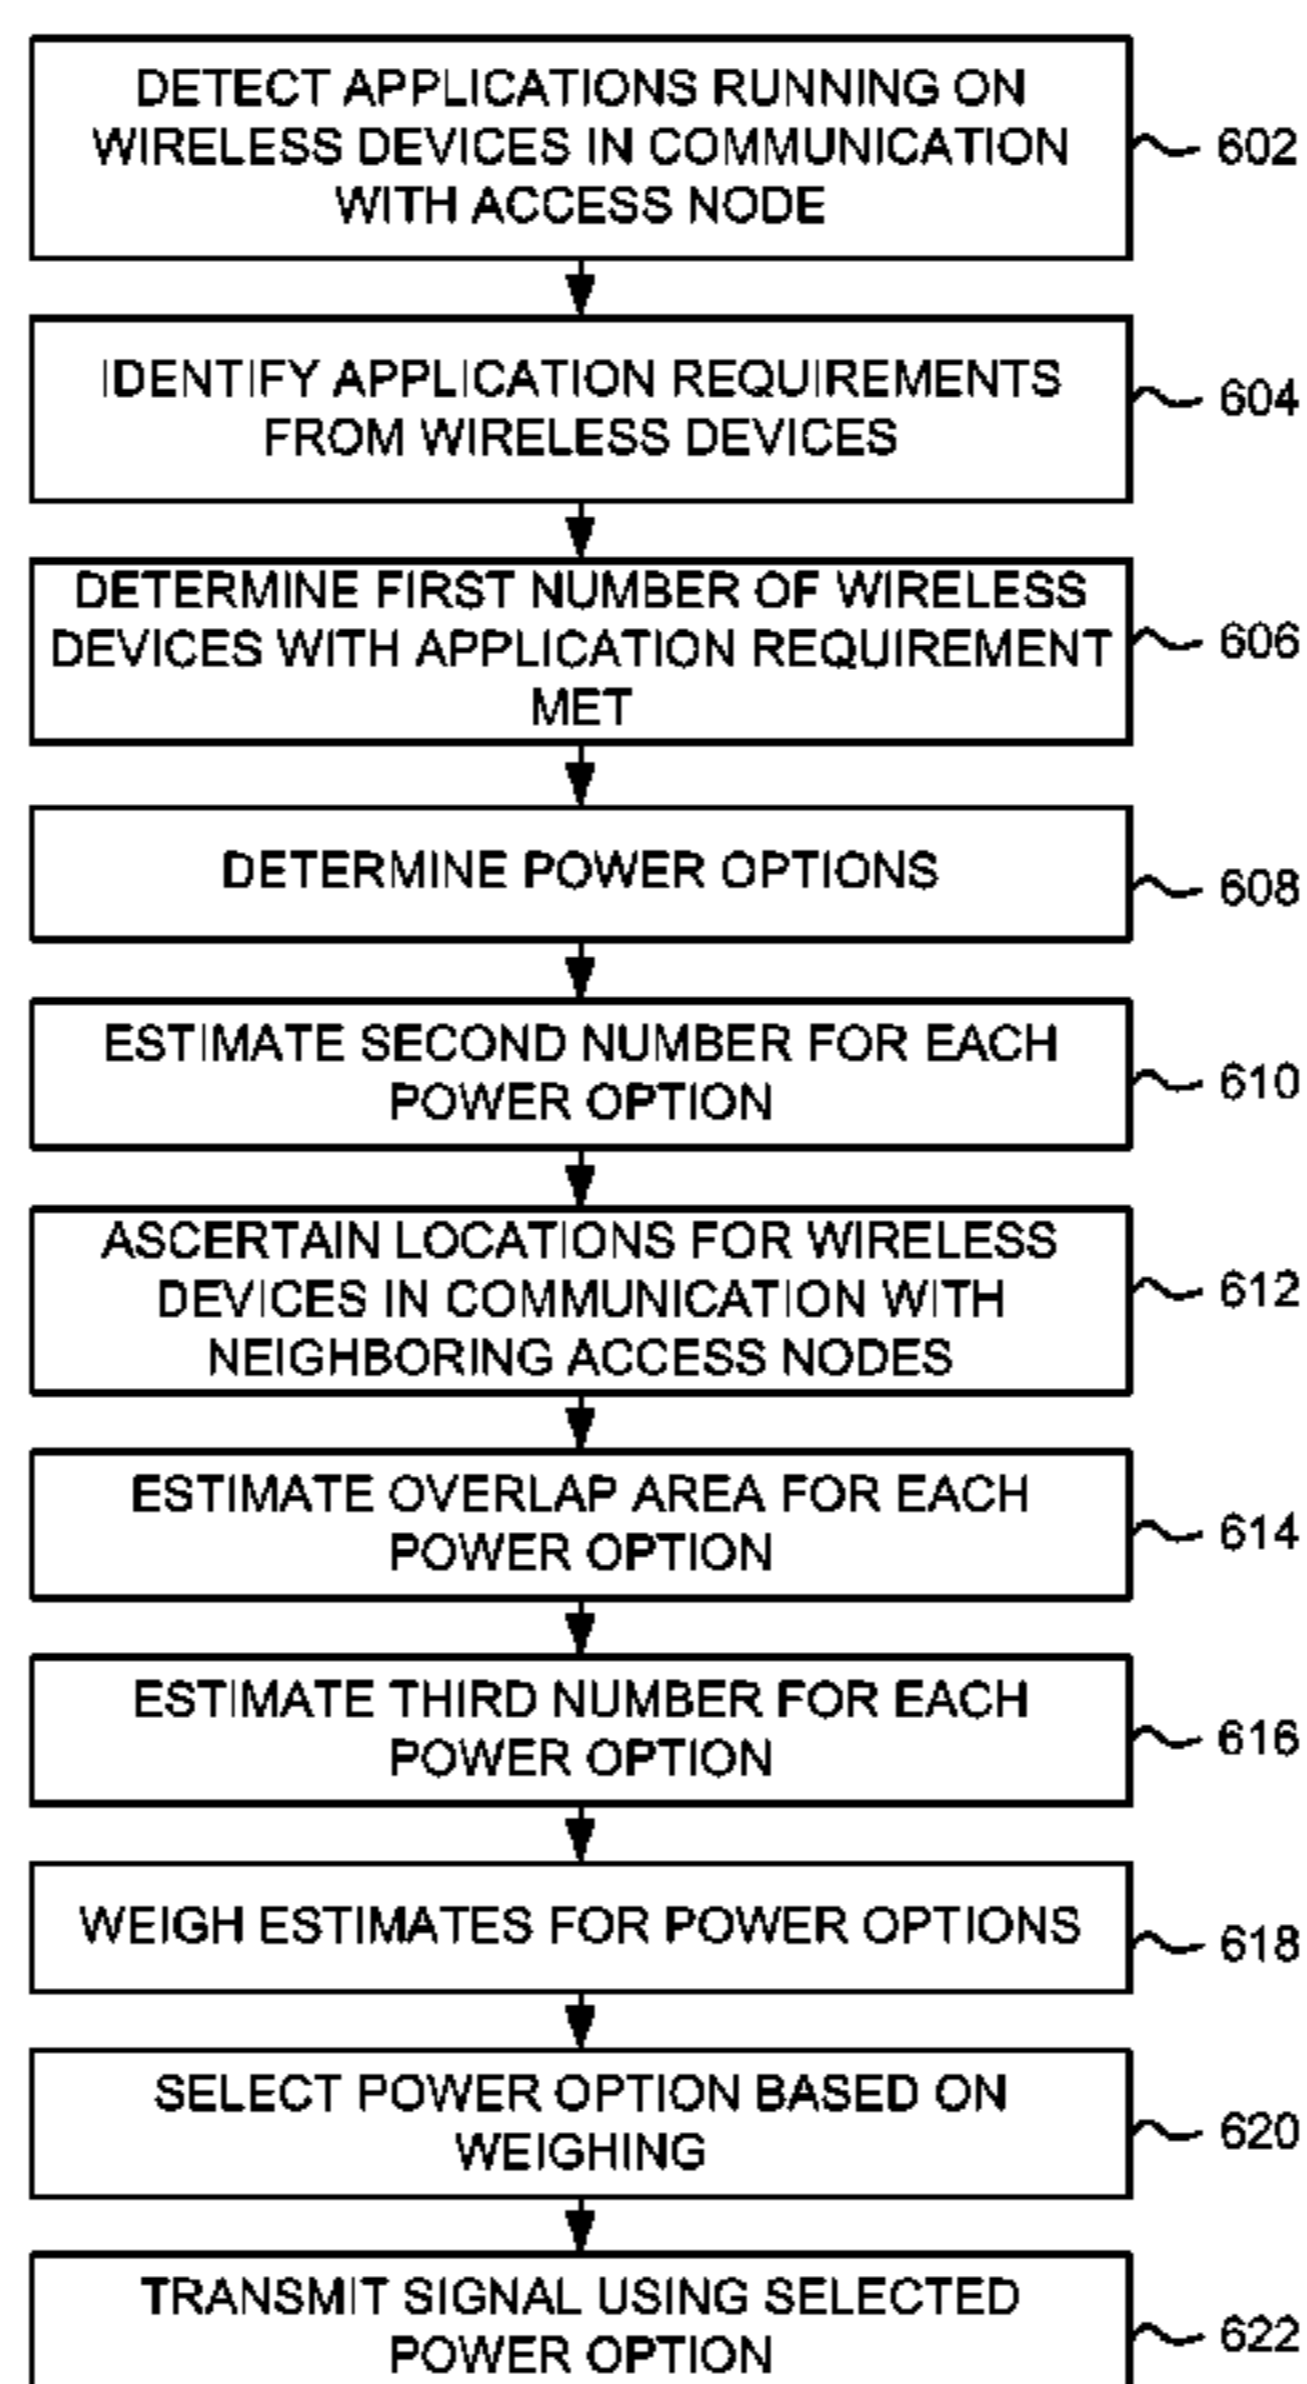 DETECT APPLICATIONS RUNNING ON
WIRELESS DEVICES IN COMMUNICATION
WITH ACCESS NODE
602
IDENTIFY APPLICATION REQUIREMENTS
FROM WIRELESS DEVICES
604
DETERMINE FIRST NUMBER OF WIRELESS
DEVICES WITH APPLICATION REQUIREMENT
MET
606
DETERMINE POWER OPTIONS
608
ESTIMATE SECOND NUMBER FOR EACH
POWER OPTION
610
ASCERTAIN LOCATIONS FOR WIRELESS
DEVICES IN COMMUNICATION WITH
NEIGHBORING ACCESS NODES
612
ESTIMATE OVERLAP AREA FOR EACH
POWER OPTION
614
ESTIMATE THIRD NUMBER FOR EACH
POWER OPTION
616
WEIGH ESTIMATES FOR POWER OPTIONS
618
SELECT POWER OPTION BASED ON
WEIGHING
620
TRANSMIT SIGNAL USING SELECTED
POWER OPTION
622